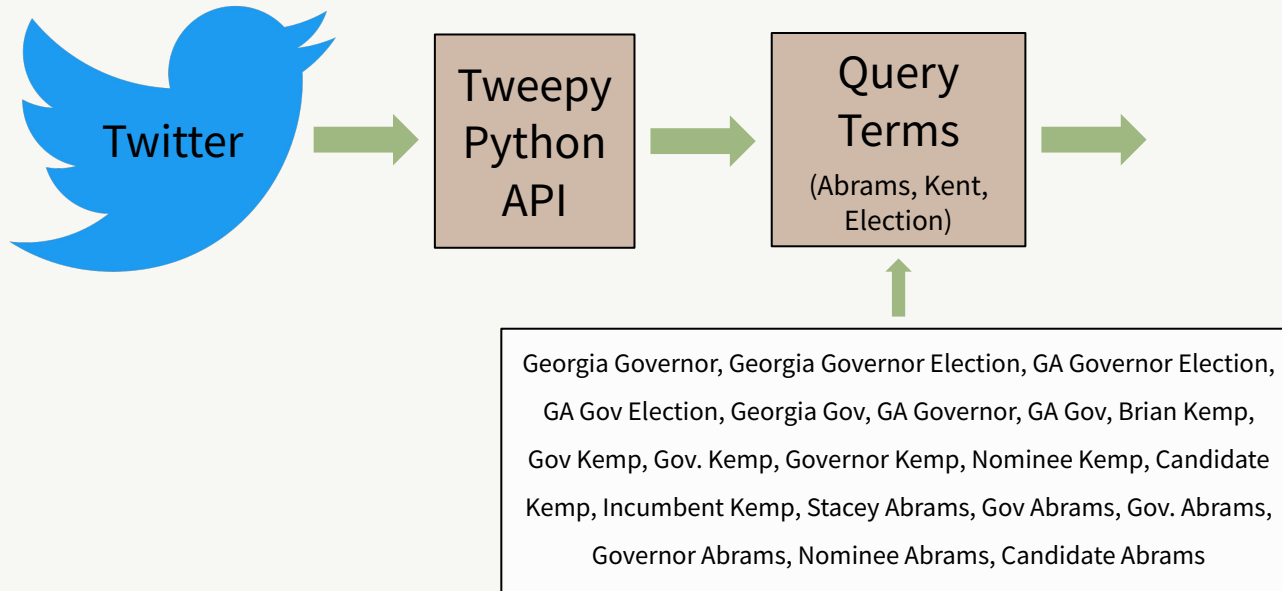 Twitter
Tweepy
Python
API
Query
Terms
(Abrams, Kent,
Election)
Georgia Governor, Georgia Governor Election, GA Governor Election,
GA Gov Election, Georgia Gov, GA Governor, GA Gov, Brian Kemp,
Gov Kemp, Gov. Kemp, Governor Kemp, Nominee Kemp, Candidate
Kemp, Incumbent Kemp, Stacey Abrams, Gov Abrams, Gov. Abrams,
Governor Abrams, Nominee Abrams, Candidate Abrams